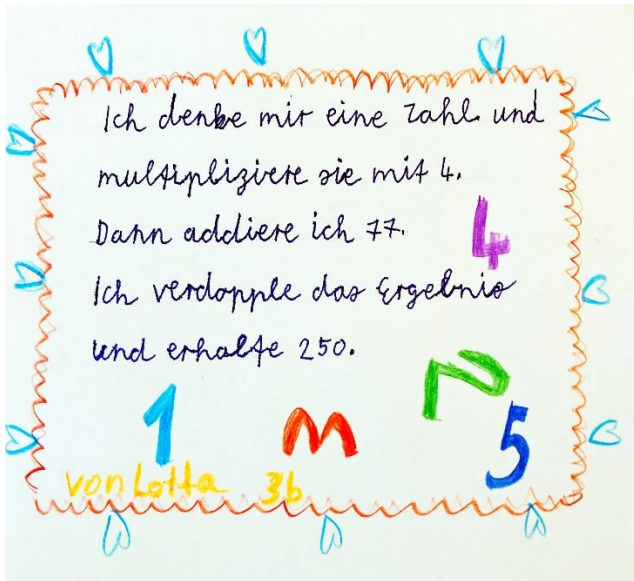 Ich denke mir eine Zahl und
multipliziere sie mit 4.
Dann addiere ich 77.
4
Ich verdopple das Ergebnis
und erhalte 250.
2
1
3
5
von Lotta 3b